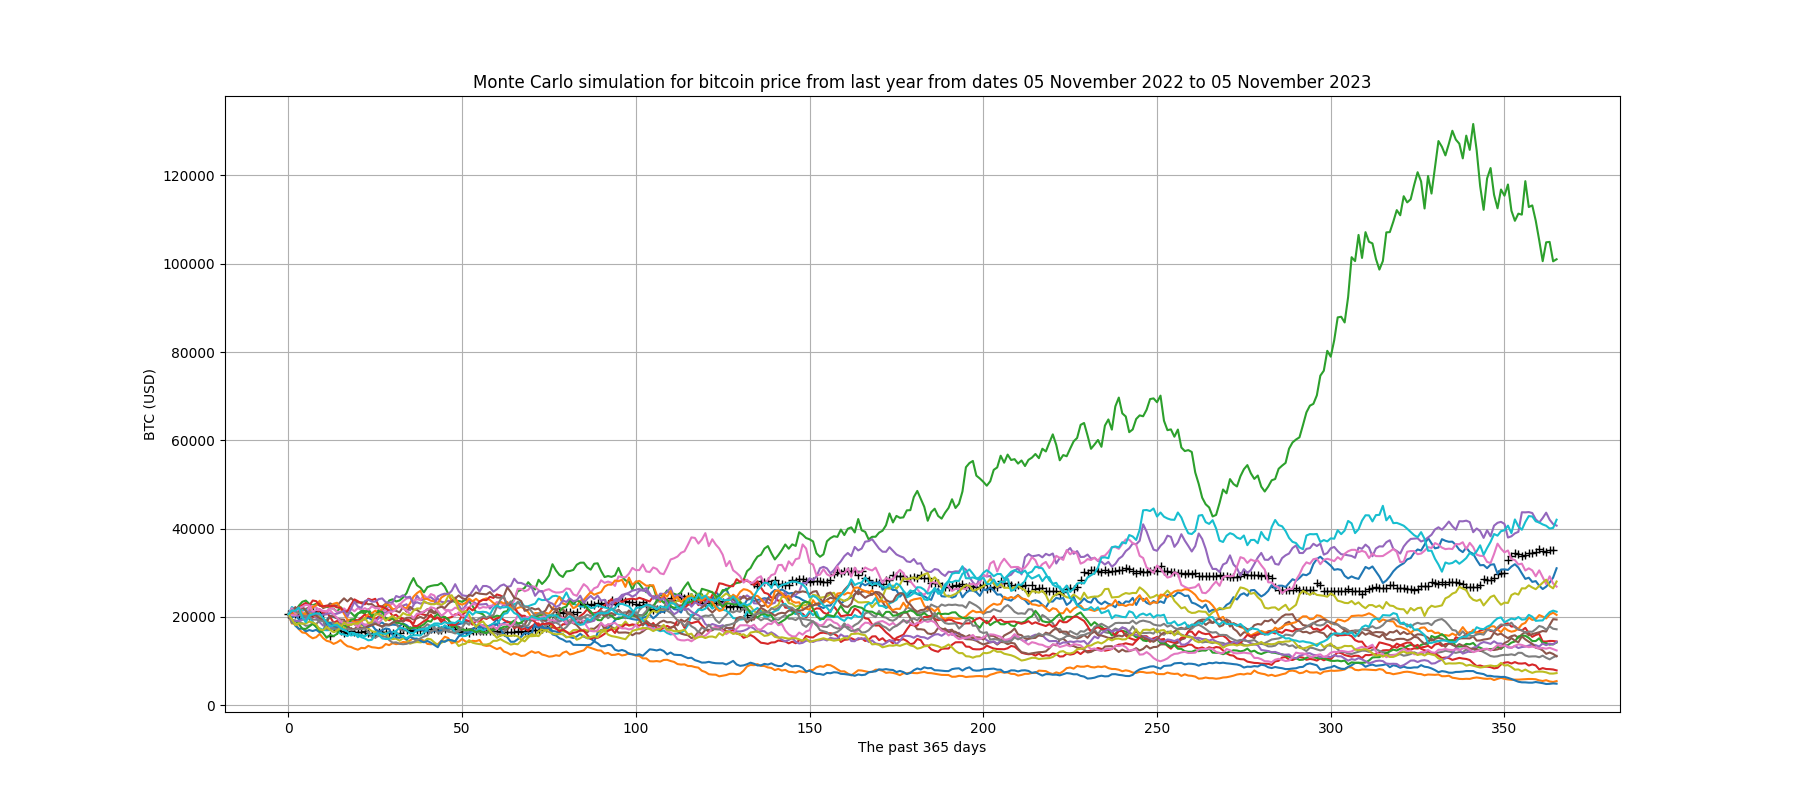 Monte Carlo simulation for bitcoin price from last year from dates 05 November 2022 to 05 November 2023
120000
100000
80000
60000
40000
20000
0
BTC (USD)
0 50 100 150 200 250 300 350
The past 365 days